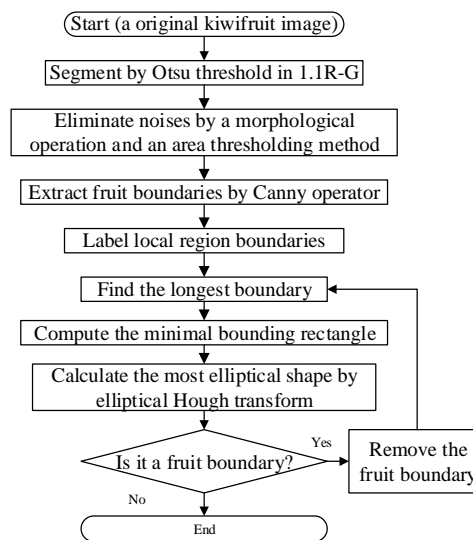 Start (a original kiwifruit image)
Segment by Otsu threshold in 1.1R-G
Eliminate noises by a morphological
operation and an area thresholding method
Extract fruit boundaries by Canny operator
Label local region boundaries
Find the longest boundary
Compute the minimal bounding rectangle
Calculate the most elliptical shape by
elliptical Hough transform
Is it a fruit boundary?
Yes
Remove the
fruit boundary
No
End